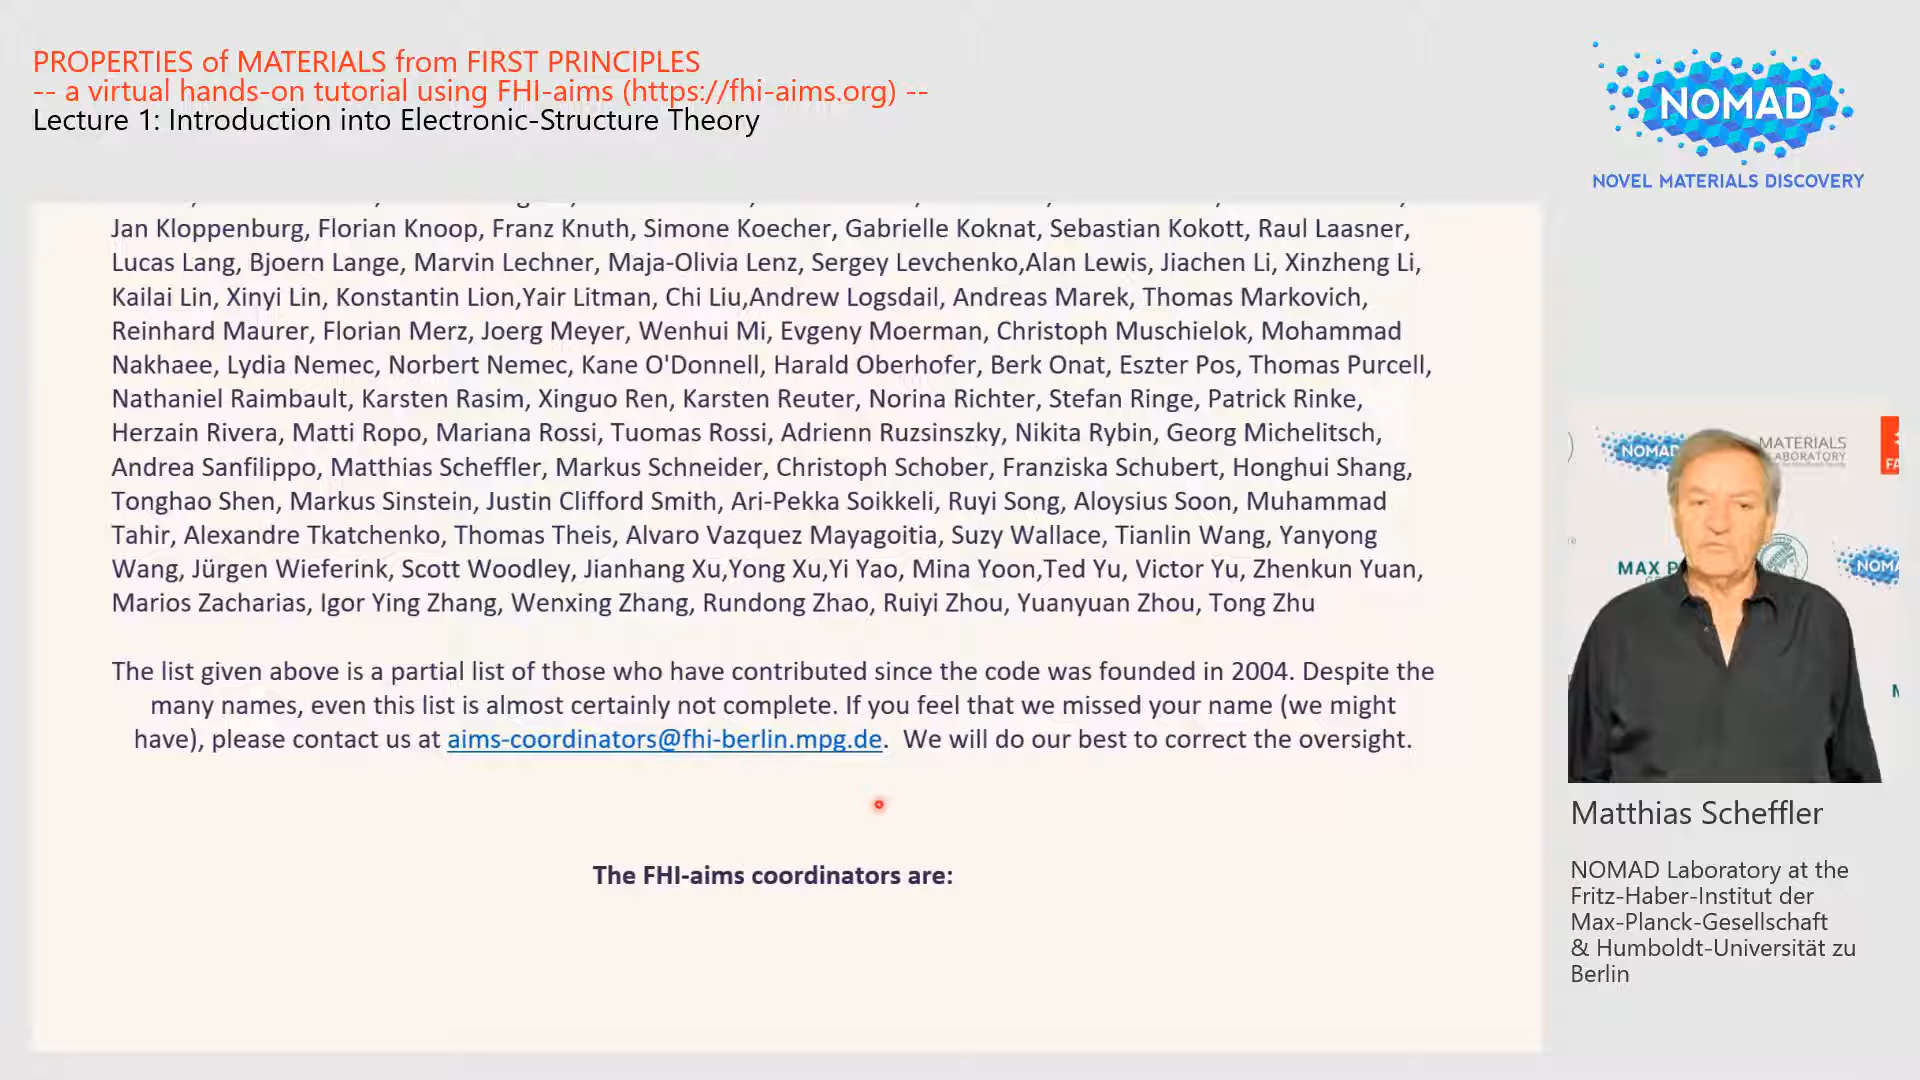 PROPERTIES of MATERIALS from FIRST PRINCIPLES
-- a virtual hands-on tutorial using FHI-aims (https://fhi-aims.org) --
Lecture 1: Introduction into Electronic-Structure Theory
NOMAD
NOVEL MATERIALS DISCOVERY
Jan Kloppenburg, Florian Knoop, Franz Knuth, Simone Koecher, Gabrielle Koknat, Sebastian Kokott, Raul Laasner,
Lucas Lang, Bjoern Lange, Marvin Lechner, Maja-Olivia Lenz, Sergey Levchenko,Alan Lewis, Jiachen Li, Xinzheng Li,
Kailai Lin, Xinyi Lin, Konstantin Lion,Yair Litman, Chi Liu,Andrew Logsdail, Andreas Marek, Thomas Markovich,
Reinhard Maurer, Florian Merz, Joerg Meyer, Wenhui Mi, Evgeny Moerman, Christoph Muschielok, Mohammad
Nakhaee, Lydia Nemec, Norbert Nemec, Kane O'Donnell, Harald Oberhofer, Berk Onat, Eszter Pos, Thomas Purcell,
Nathaniel Raimbault, Karsten Rasim, Xinguo Ren, Karsten Reuter, Norina Richter, Stefan Ringe, Patrick Rinke,
Herzain Rivera, Matti Ropo, Mariana Rossi, Tuomas Rossi, Adrienn Ruzsinszky, Nikita Rybin, Georg Michelitsch,
Andrea Sanfilippo, Matthias Scheffler, Markus Schneider, Christoph Schober, Franziska Schubert, Honghui Shang,
Tonghao Shen, Markus Sinstein, Justin Clifford Smith, Ari-Pekka Soikkeli, Ruyi Song, Aloysius Soon, Muhammad
Tahir, Alexandre Tkatchenko, Thomas Theis, Alvaro Vazquez Mayagoitia, Suzy Wallace, Tianlin Wang, Yanyong
Wang, Jürgen Wieferink, Scott Woodley, Jianhang Xu,Yong Xu,Yi Yao, Mina Yoon,Ted Yu, Victor Yu, Zhenkun Yuan,
Marios Zacharias, Igor Ying Zhang, Wenxing Zhang, Rundong Zhao, Ruiyi Zhou, Yuanyuan Zhou, Tong Zhu
The list given above is a partial list of those who have contributed since the code was founded in 2004. Despite the
many names, even this list is almost certainly not complete. If you feel that we missed your name (we might
have), please contact us at aims-coordinators@fhi-berlin.mpg.de. We will do our best to correct the oversight.
The FHI-aims coordinators are:
NOMAD
MATERIALS
LABORATORY
FA
MAX P
NOMA
Matthias Scheffler
NOMAD Laboratory at the
Fritz-Haber-Institut der
Max-Planck-Gesellschaft
& Humboldt-Universität zu
Berlin